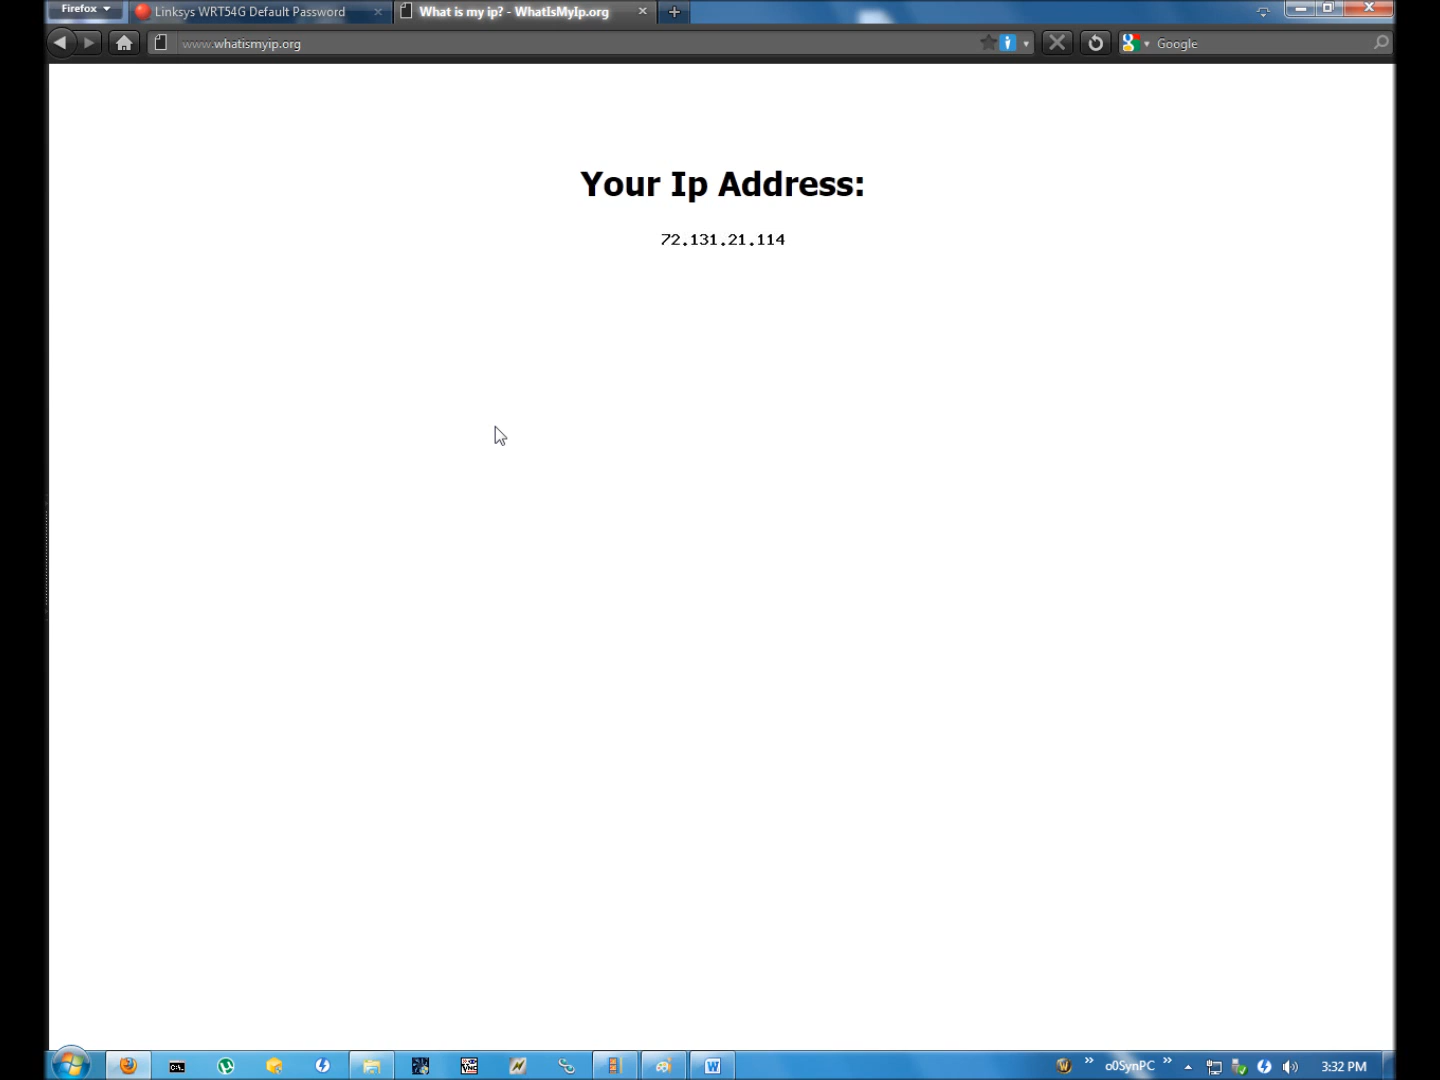 Firefox
Linksys WRT54G Default Password
What is my ip? - WhatIsMyIp.org
www.whatismyip.org
Google
Your Ip Address:
72.131.21.114
o0SynPC
3:32 PM